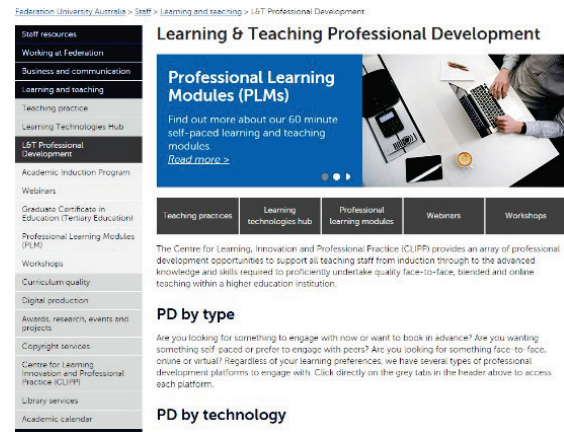 Federation University Australia > Staff > Learning and teaching > L&T Professional Development
Staff resources
Working at Federation
Business and communication
Learning and teaching
Teaching practice
Learning Technologies Hub
L&T Professional
Development
Academic Induction Program
Webinars
Graduate Certificate in
Education (Tertiary Education)
Professional Learning Modules
(PLM)
Workshops
Curriculum quality
Digital production
Awards, research, events and
projects
Copyright services
Centre for Learning
Innovation and Professional
Practice (CLIPP)
Library services
Academic calendar
Learning & Teaching Professional Development
Professional Learning
Modules (PLMs)
Find out more
about our 60 minute
self-paced learning and teaching
modules.
Read more >
Teaching practices
Learning
technologies hub
Professional
learning modules
Webinars
Workshops
The Centre for Learning, Innovation and Professional Practice (CLIPP) provides an array of professional
development opportunities to support all teaching staff from induction through to the advanced
knowledge and skills required to proficiently undertake quality face-to-face, blended and online
teaching within a higher education institution.
PD by type
Are you looking for something to engage with now or want to book in advance? Are you wanting
something self-paced or prefer to engage with peers? Are you looking for something face-to-face,
online or virtual? Regardless of your learning preferences, we have several types of professional
development platforms to engage with. Click directly on the grey tabs in the header above to access
each platform.
PD by technology